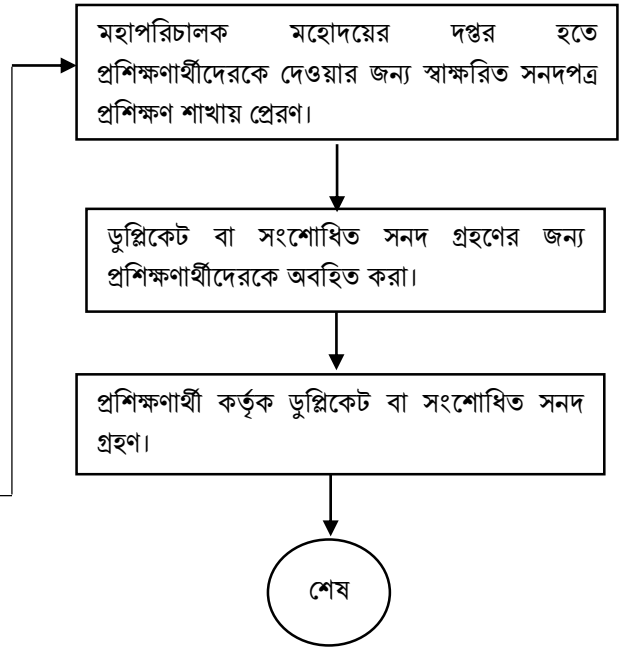 মহাপরিচালক মহোদয়ের দপ্তর হতে
প্রশিক্ষণার্থীদেরকে দেওয়ার জন্য স্বাক্ষরিত সনদপত্র
প্রশিক্ষণ শাখায় প্রেরণ।
ডুপ্লিকেট বা সংশোধিত সনদ গ্রহণের জন্য
প্রশিক্ষণার্থীদেরকে অবহিত করা।
প্রশিক্ষণার্থী কর্তৃক ডুপ্লিকেট বা সংশোধিত সনদ
গ্রহণ।
শেষ